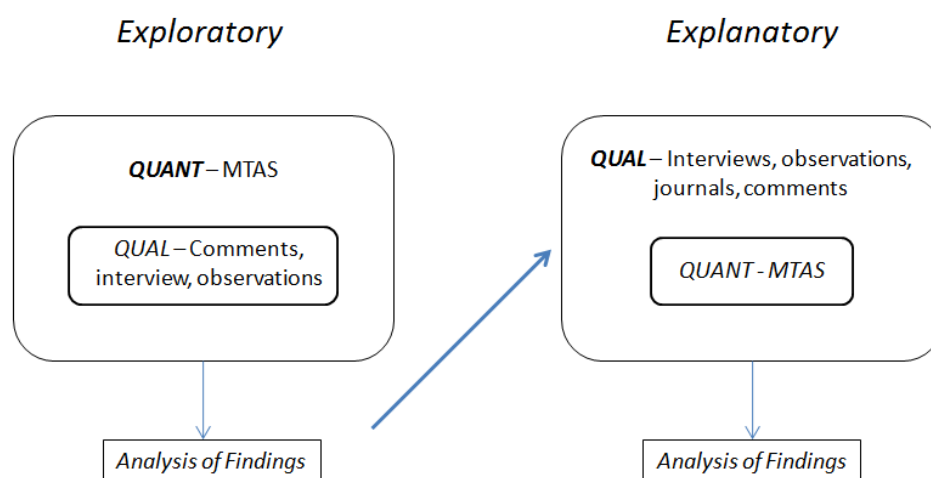 Exploratory
QUANT – MTAS
QUAL – Comments,
interview, observations
Analysis of Findings
Explanatory
QUAL – Interviews, observations,
journals, comments
QUANT - MTAS
Analysis of Findings